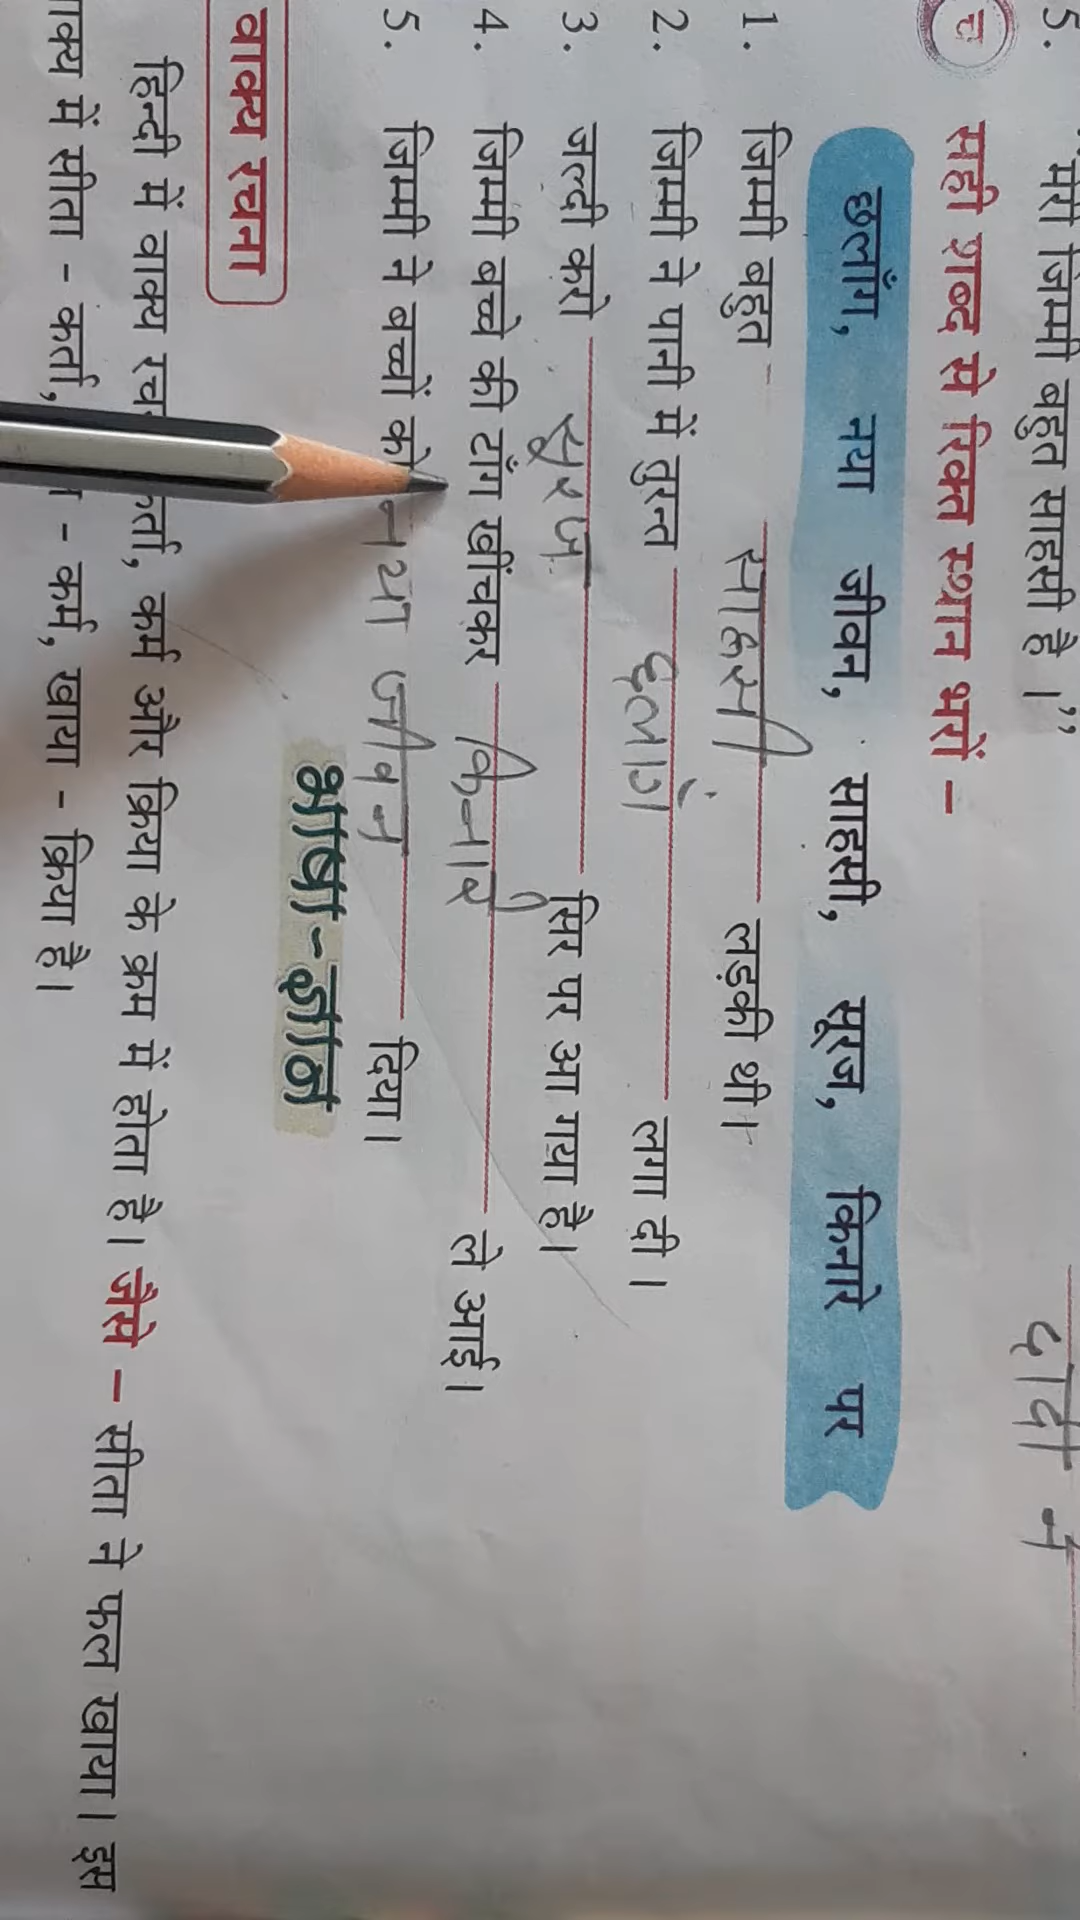 5. “मेरी जिम्मी बहुत साहसी है ।” दादी ने
च सही शब्द से रिक्त स्थान भरों –
छलाँग, नया जीवन, साहसी, सूरज, किनारे पर
1. जिम्मी बहुत साहसी लड़की थी।
2. जिम्मी ने पानी में तुरन्त छलांग लगा दी ।
3. जल्दी करो सुरज सिर पर आ गया है।
4. जिम्मी बच्चे की टाँग खींचकर किनारे ले आई।
5. जिम्मी ने बच्चों को नया जीवन दिया।
भाषा-ज्ञान
वाक्य रचना
हिन्दी में वाक्य कर्ता, कर्म और क्रिया के क्रम में होता है। जैसे – सीता ने फल खाया। इस
में सीता - कर्ता, - कर्म, खाया - क्रिया है।